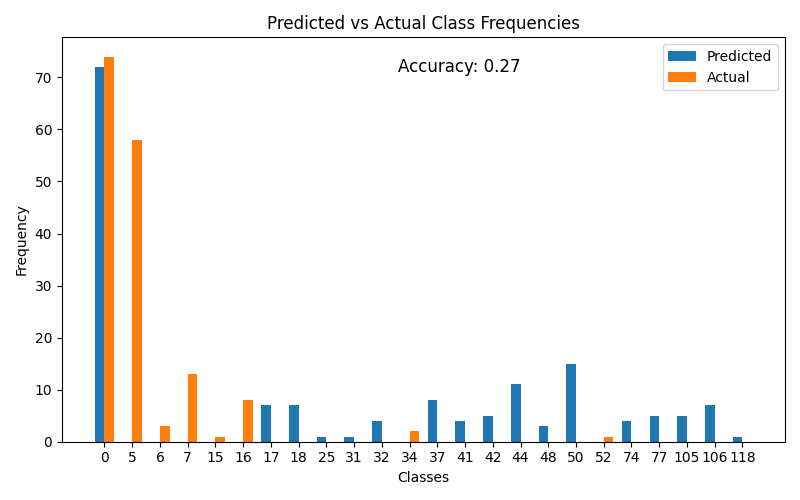 Predicted vs Actual Class Frequencies
Accuracy: 0.27
Predicted
Actual
Frequency
70
60
50
40
30
20
10
0
0 5 6 7 15 16 17 18 25 31 32 34 37 41 42 44 48 50 52 74 77 105 106 118
Classes